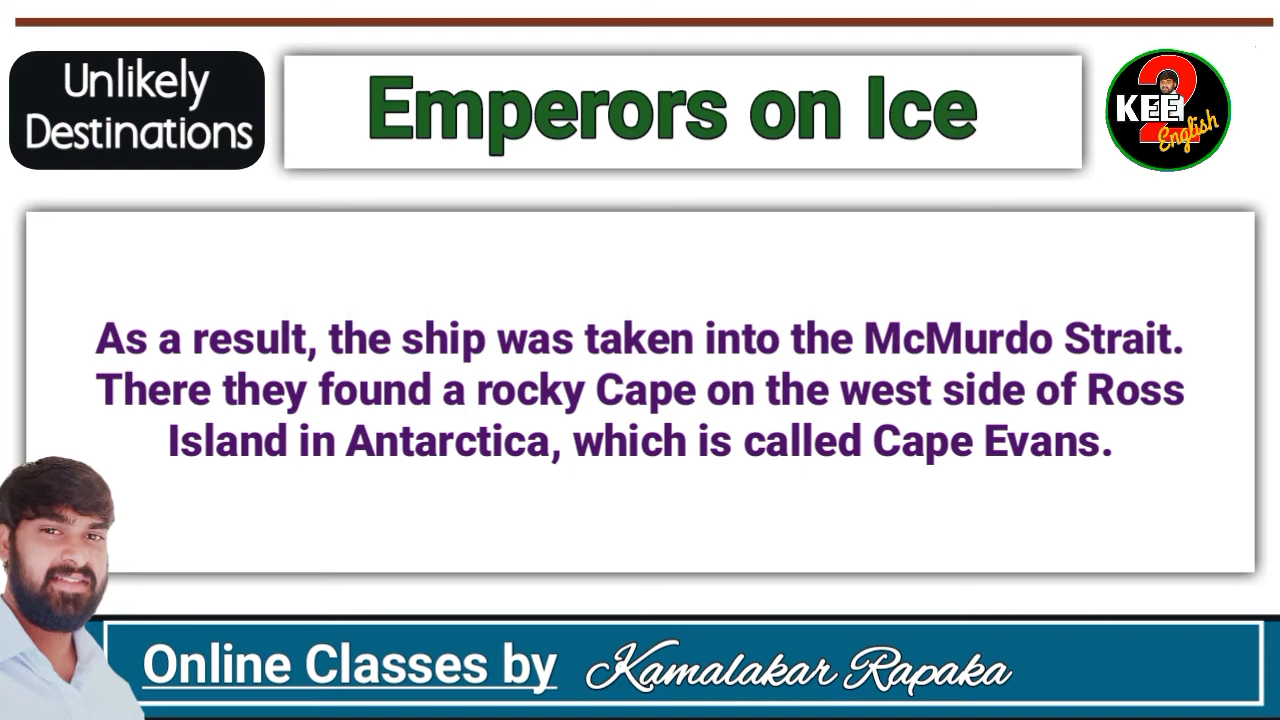 Unlikely
Destinations
Emperors on Ice
2
KEE
English
As a result, the ship was taken into the McMurdo Strait.
There they found a rocky Cape on the west side of Ross
Island in Antarctica, which is called Cape Evans.
Online Classes by Kamalakar Rapaka